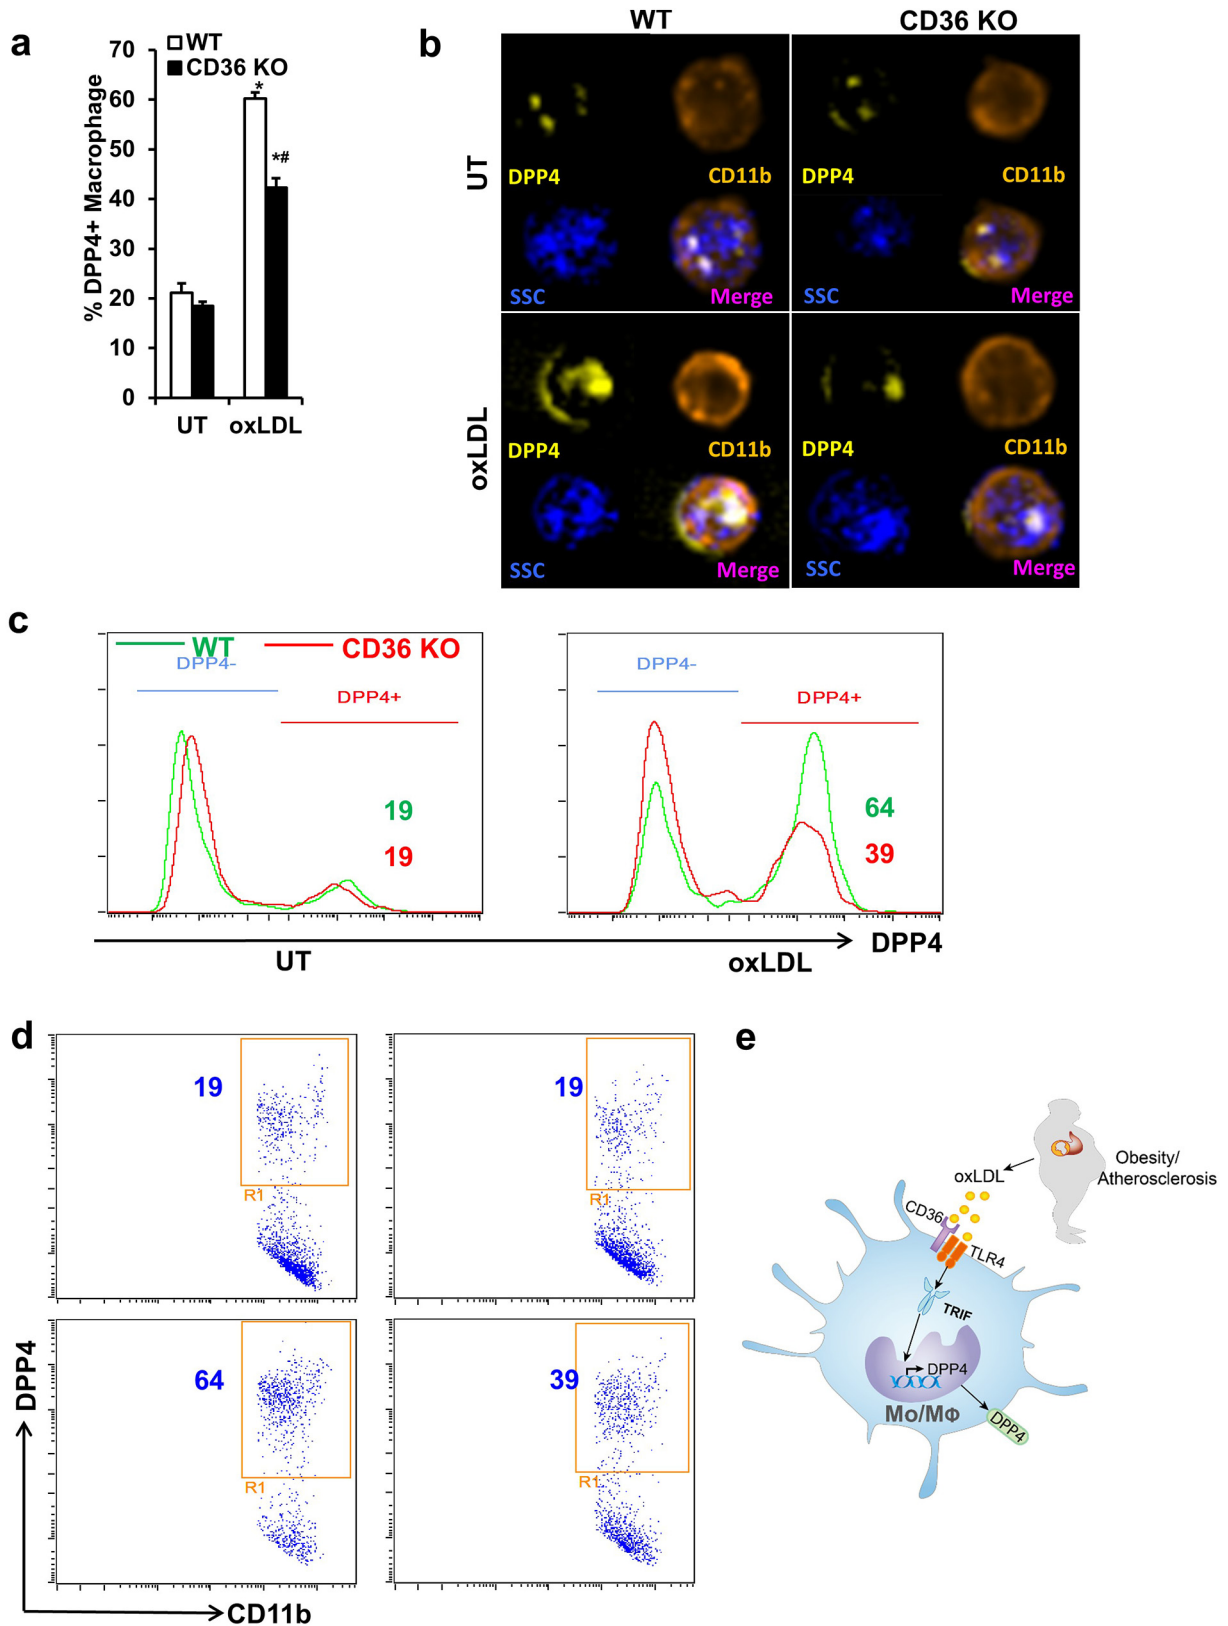 a
WT
CD36 KO
% DPP4+ Macrophage
70
60
50
40
30
20
10
0
*
*#
UT
oxLDL
b
WT
CD36 KO
UT
oxLDL
DPP4
CD11b
SSC
Merge
DPP4
CD11b
SSC
Merge
DPP4
CD11b
SSC
Merge
DPP4
CD11b
SSC
Merge
c
WT
CD36 KO
DPP4-
DPP4+
19
19
DPP4-
DPP4+
64
39
UT
oxLDL
DPP4
d
19
R1
19
R1
64
R1
39
R1
DPP4
CD11b
e
Obesity/
Atherosclerosis
oxLDL
CD36
TLR4
TRIF
DPP4
Mo/MΦ
DPP4